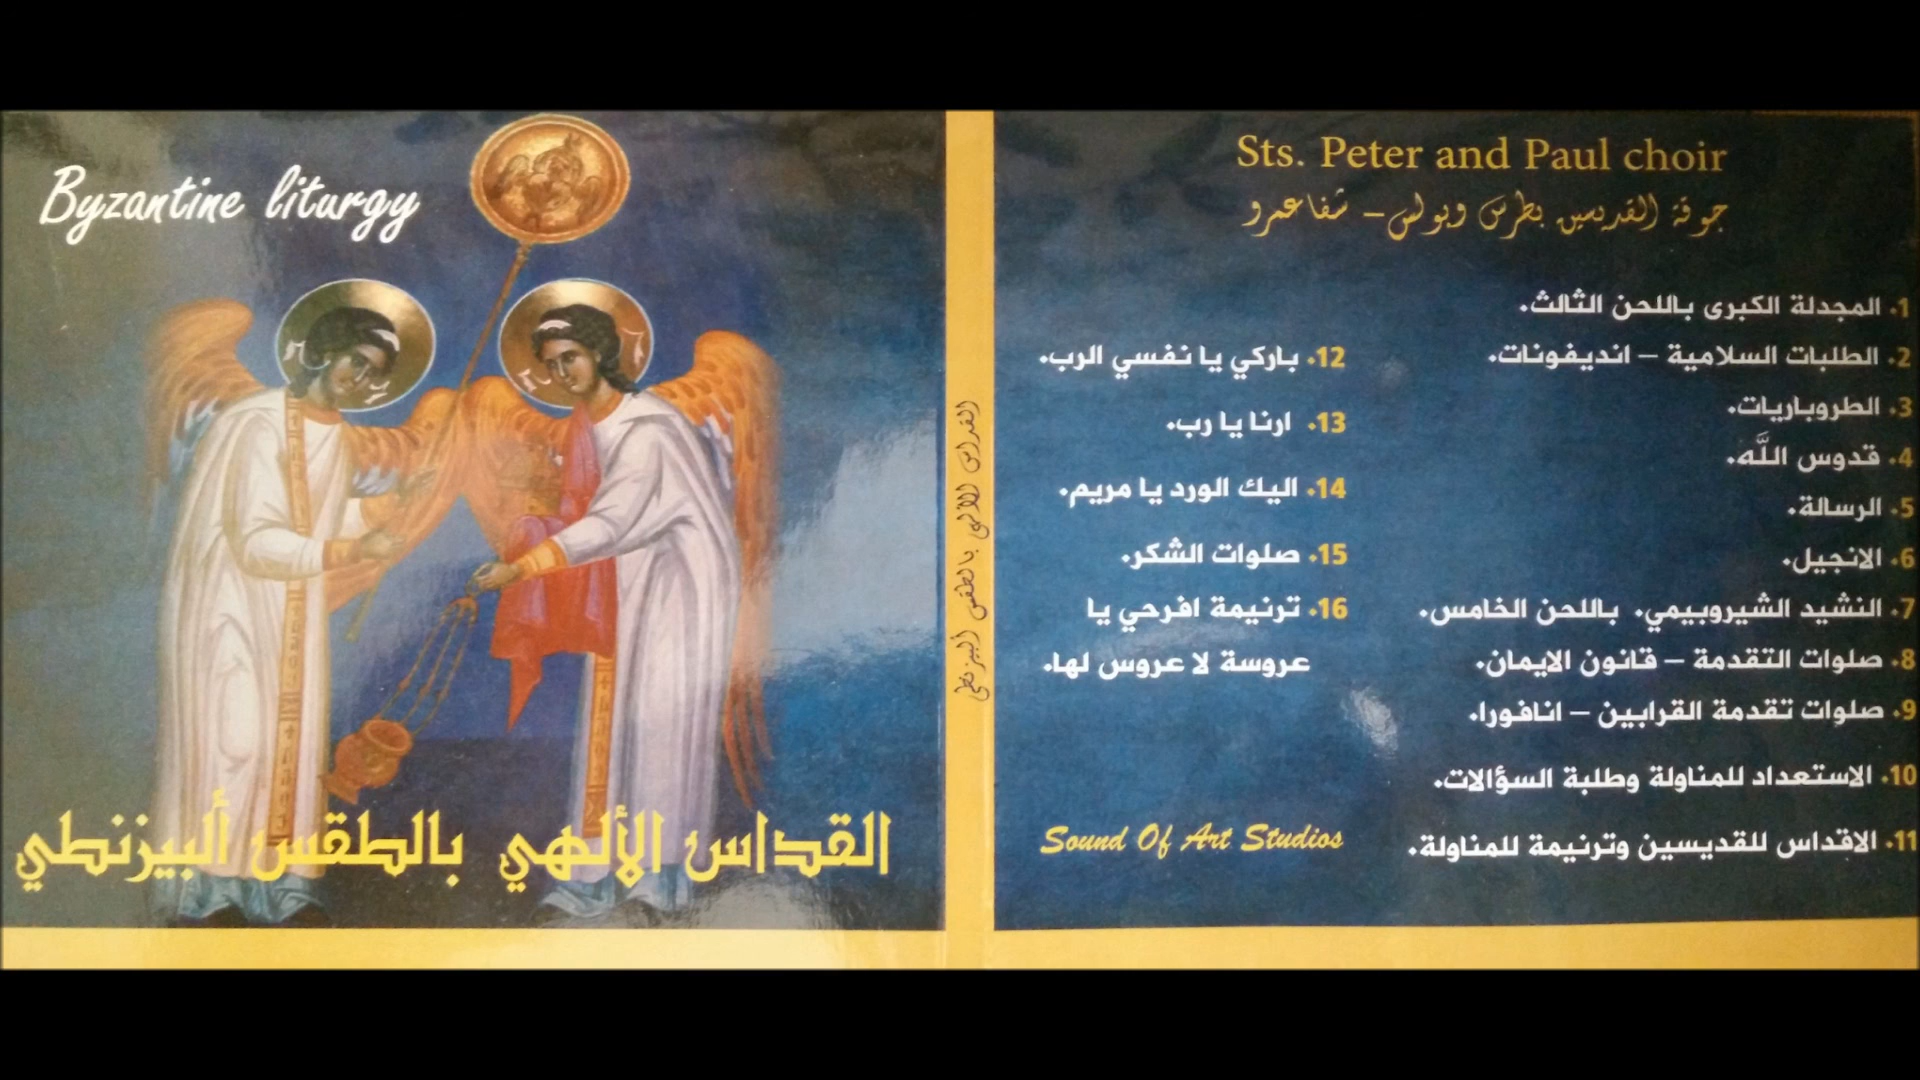 Byzantine liturgy
القداس الألهي بالطقس ألبيزنطي
القداس الالهي بالطقس ألبيزنطي
Sts. Peter and Paul choir
جوقة القديسين بطرس وبولس - شفاعمرو
1. المجدلة الكبرى باللحن الثالث.
2. الطلبات السلامية – انديفونات.
3. الطروباريات.
4. قدوس اللَّه.
5. الرسالة.
6. الانجيل.
7. النشيد الشيروبيمي. باللحن الخامس.
8. صلوات التقدمة – قانون الايمان.
9. صلوات تقدمة القرابين – انافورا.
10. الاستعداد للمناولة وطلبة السؤالات.
11. الاقداس للقديسين وترنيمة للمناولة.
12. باركي يا نفسي الرب.
13. ارنا يا رب.
14. اليك الورد يا مريم.
15. صلوات الشكر.
16. ترنيمة افرحي يا
عروسة لا عروس لها.
Sound Of Art Studios